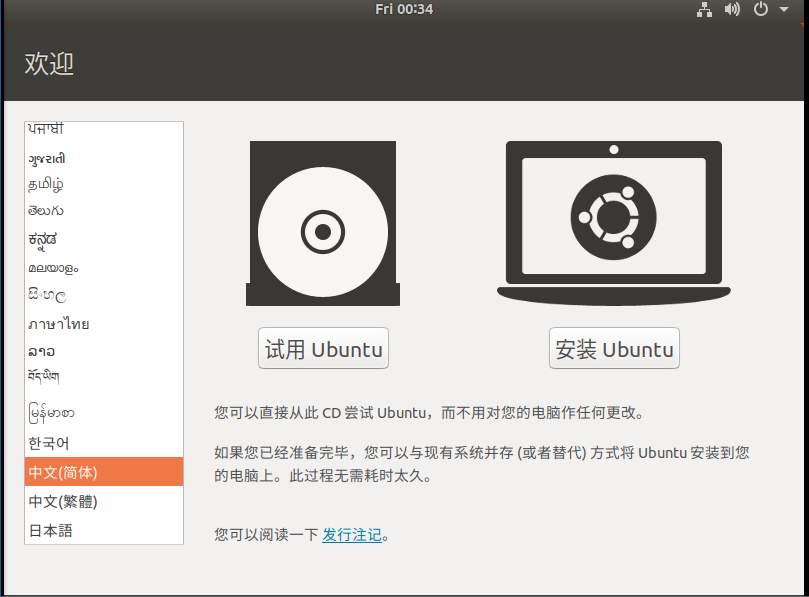 Fri 00:34
欢迎
ਪੰਜਾਬੀ
ગુજરાતી
தமிழ்
తెలుగు
ಕನ್ನಡ
മലയാളം
සිංහල
ภาษาไทย
ລາວ
བོད་ཡིག
မြန်မာစာ
한국어
中文(简体)
中文(繁體)
日本語
试用 Ubuntu
安装 Ubuntu
您可以直接从此 CD 尝试 Ubuntu，而不用对您的电脑作任何更改。
如果您已经准备完毕，您可以与现有系统并存 (或者替代) 方式将 Ubuntu 安装到您
的电脑上。此过程无需耗时太久。
您可以阅读一下 发行注记。